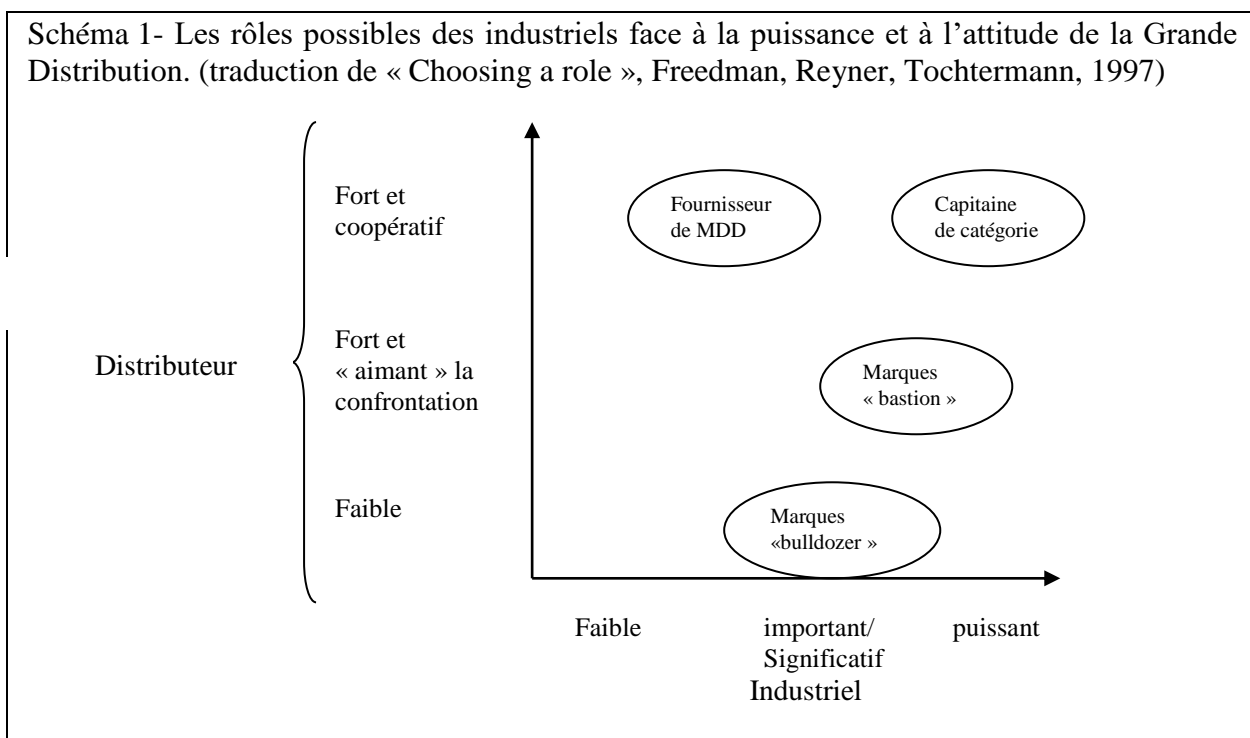 Schéma 1- Les rôles possibles des industriels face à la puissance et à l’attitude de la Grande
Distribution. (traduction de « Choosing a role », Freedman, Reyner, Tochtermann, 1997)
Fort et
coopératif
Fournisseur
de MDD
Capitaine
de catégorie
Distributeur
Fort et
« aimant » la
confrontation
Marques
« bastion »
Faible
Marques
«bulldozer »
Faible
important/
Significatif
puissant
Industriel